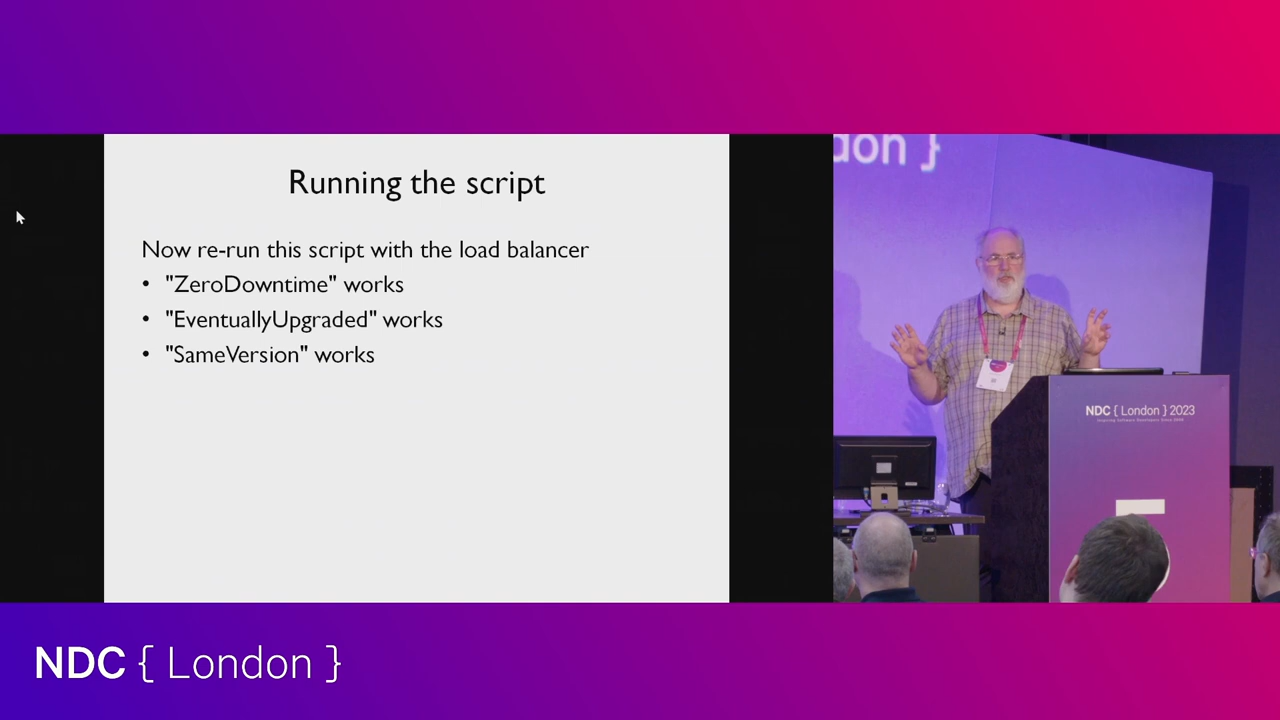 Running the script
Now re-run this script with the load balancer
• "ZeroDowntime" works
• "EventuallyUpgraded" works
• "SameVersion" works
don }
NDC { London } 2023
NDC { London }